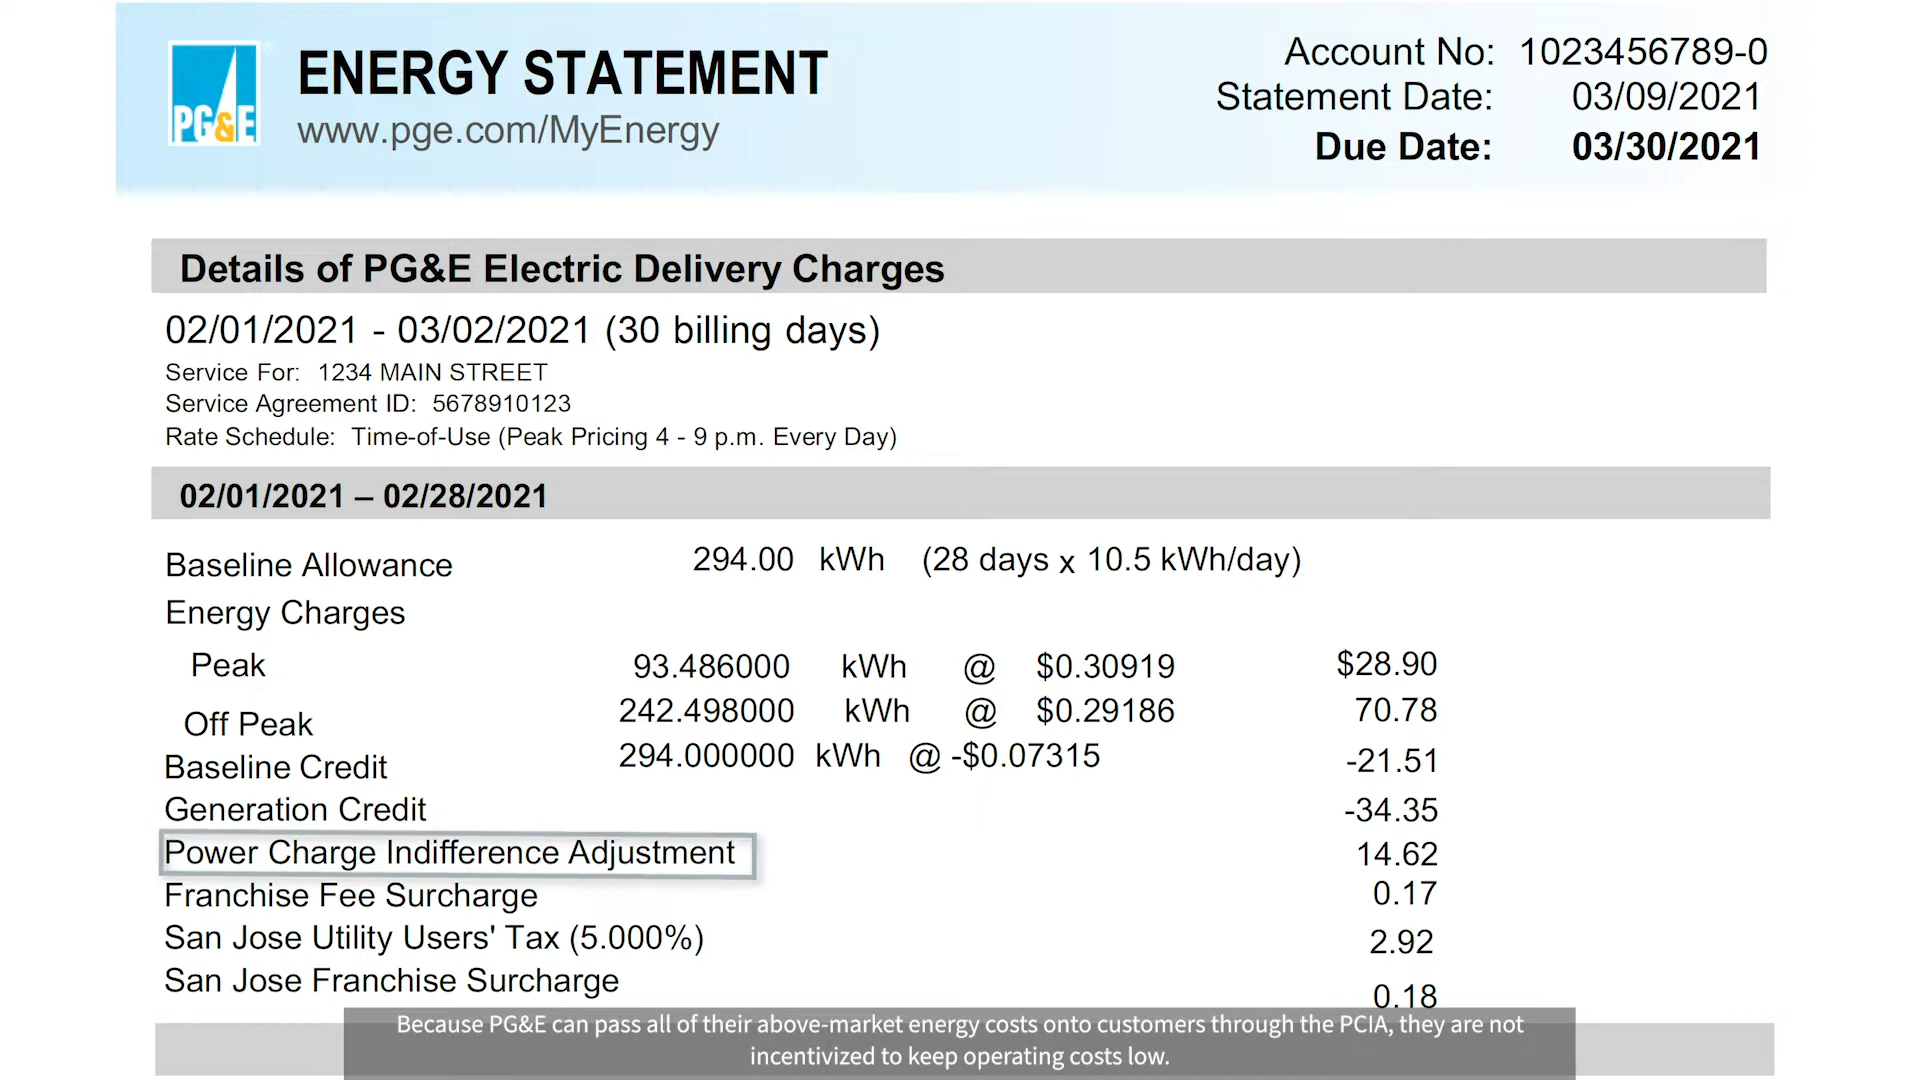 PG&E
ENERGY STATEMENT
www.pge.com/MyEnergy
Account No: 1023456789-0
Statement Date: 03/09/2021
Due Date: 03/30/2021
Details of PG&E Electric Delivery Charges
02/01/2021 - 03/02/2021 (30 billing days)
Service For: 1234 MAIN STREET
Service Agreement ID: 5678910123
Rate Schedule: Time-of-Use (Peak Pricing 4 - 9 p.m. Every Day)
02/01/2021 – 02/28/2021
Baseline Allowance 294.00 kWh (28 days x 10.5 kWh/day)
Energy Charges
Peak 93.486000 kWh @ $0.30919 $28.90
Off Peak 242.498000 kWh @ $0.29186 70.78
Baseline Credit 294.000000 kWh @ -$0.07315 -21.51
Generation Credit -34.35
Power Charge Indifference Adjustment 14.62
Franchise Fee Surcharge 0.17
San Jose Utility Users' Tax (5.000%) 2.92
San Jose Franchise Surcharge 0.18
Because PG&E can pass all of their above-market energy costs onto customers through the PCIA, they are not
incentivized to keep operating costs low.